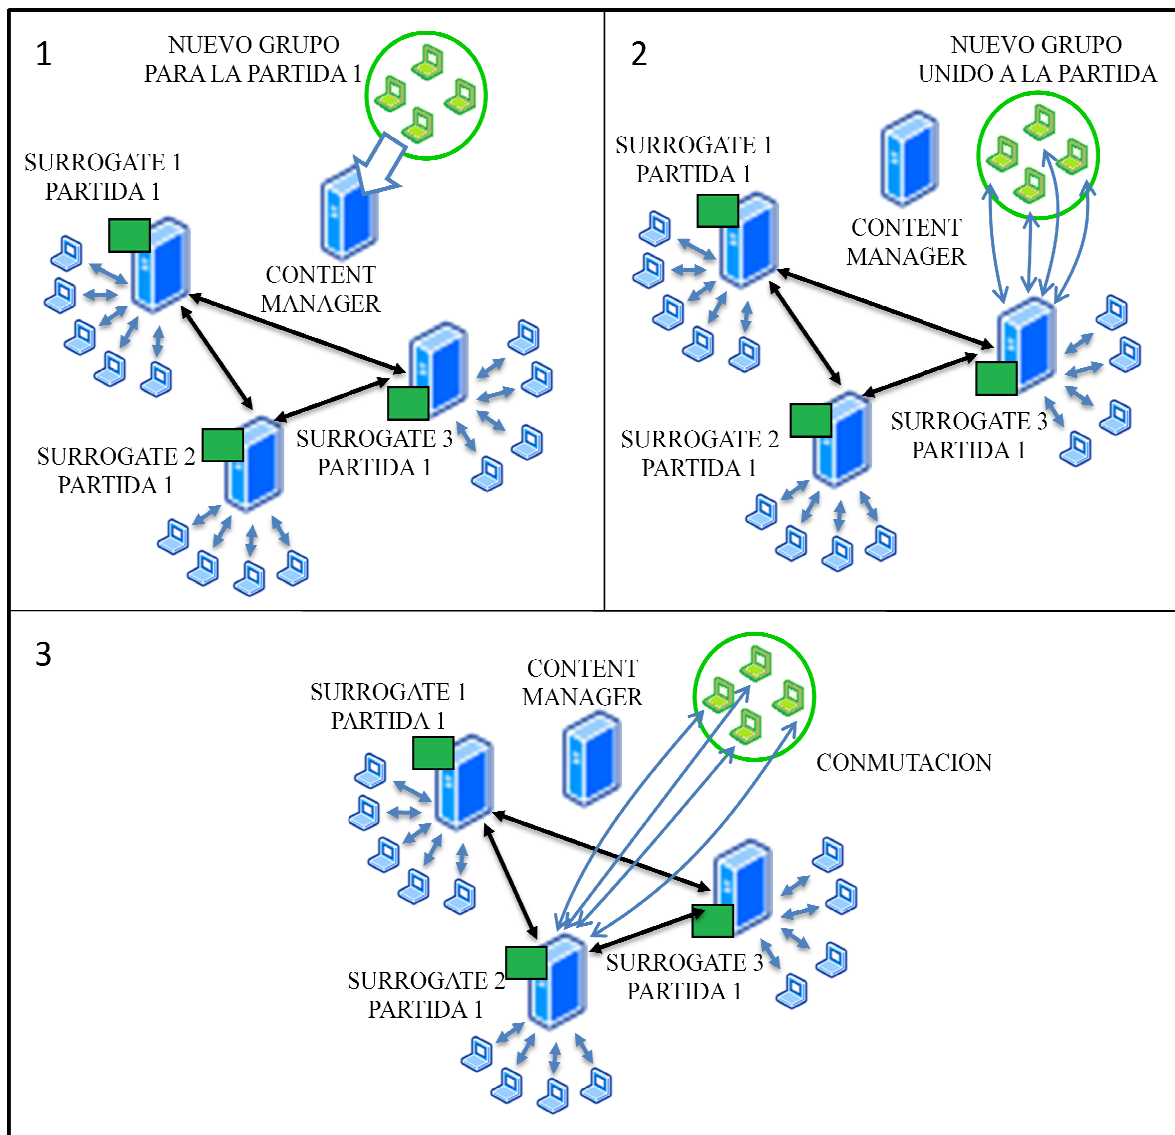 1
NUEVO GRUPO
PARA LA PARTIDA 1
SURROGATE 1
PARTIDA 1
CONTENT
MANAGER
SURROGATE 2
PARTIDA 1
SURROGATE 3
PARTIDA 1
2
NUEVO GRUPO
UNIDO A LA PARTIDA
SURROGATE 1
PARTIDA 1
CONTENT
MANAGER
SURROGATE 2
PARTIDA 1
SURROGATE 3
PARTIDA 1
3
CONTENT
MANAGER
SURROGATE 1
PARTIDA 1
CONMUTACION
SURROGATE 2
PARTIDA 1
SURROGATE 3
PARTIDA 1